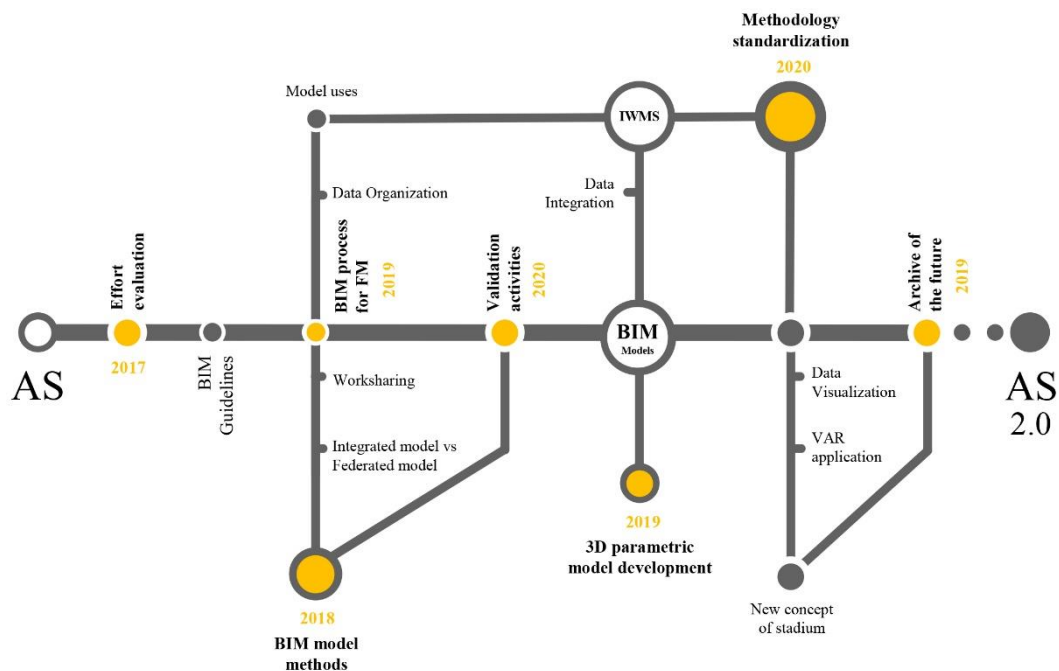 Methodology
standardization
2020
Model uses
IWMS
Data Organization
Data
Integration
Effort
evaluation
2017
BIM process
for FM
2019
Validation
activities
2020
Archive of
the future
2019
BIM
Models
AS
BIM
Guidelines
Worksharing
Integrated model vs
Federated model
Data
Visualization
VAR
application
AS
2.0
2019
3D parametric
model development
2018
BIM model
methods
New concept
of stadium